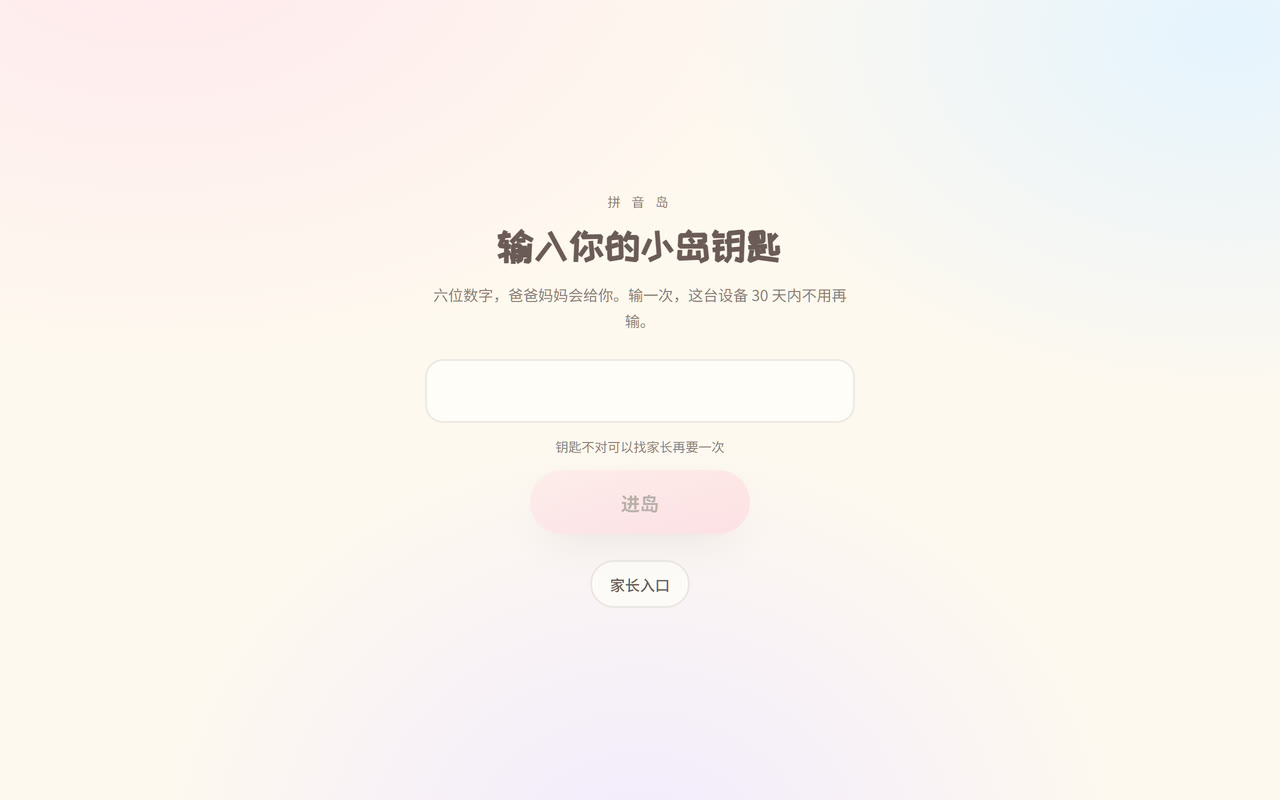 拼音岛
输入你的小岛钥匙
六位数字，爸爸妈妈会给你。输一次，这台设备 30 天内不用再
输。
钥匙不对可以找家长再要一次
进岛
家长入口